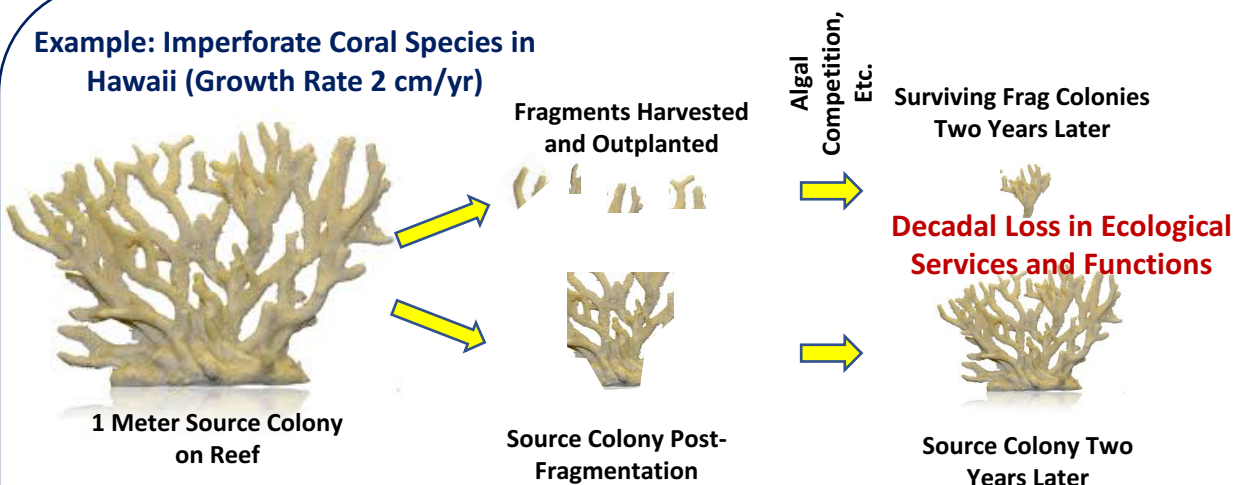 Example: Imperforate Coral Species in
Hawaii (Growth Rate 2 cm/yr)
Fragments Harvested
and Outplanted
Algal
Competition,
Etc.
Surviving Frag Colonies
Two Years Later
Decadal Loss in Ecological
Services and Functions
1 Meter Source Colony
on Reef
Source Colony Post-
Fragmentation
Source Colony Two
Years Later